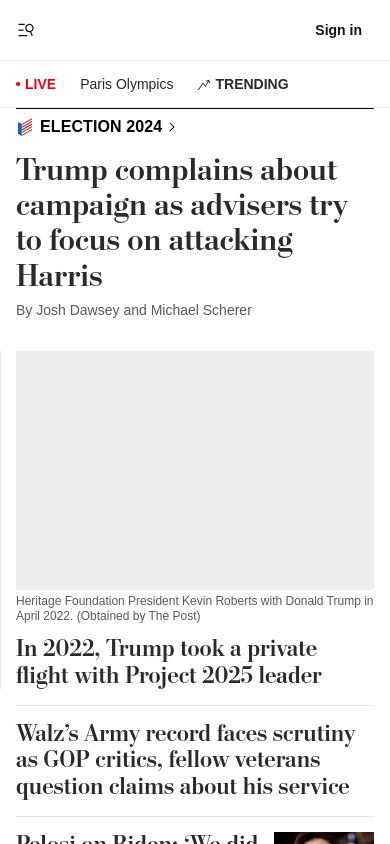 Sign in
LIVE
Paris Olympics
TRENDING
ELECTION 2024
Trump complains about
campaign as advisers try
to focus on attacking
Harris
By Josh Dawsey and Michael Scherer
Heritage Foundation President Kevin Roberts with Donald Trump in
April 2022. (Obtained by The Post)
In 2022, Trump took a private
flight with Project 2025 leader
Walz’s Army record faces scrutiny
as GOP critics, fellow veterans
question claims about his service
Pelosi on Biden: ‘We did